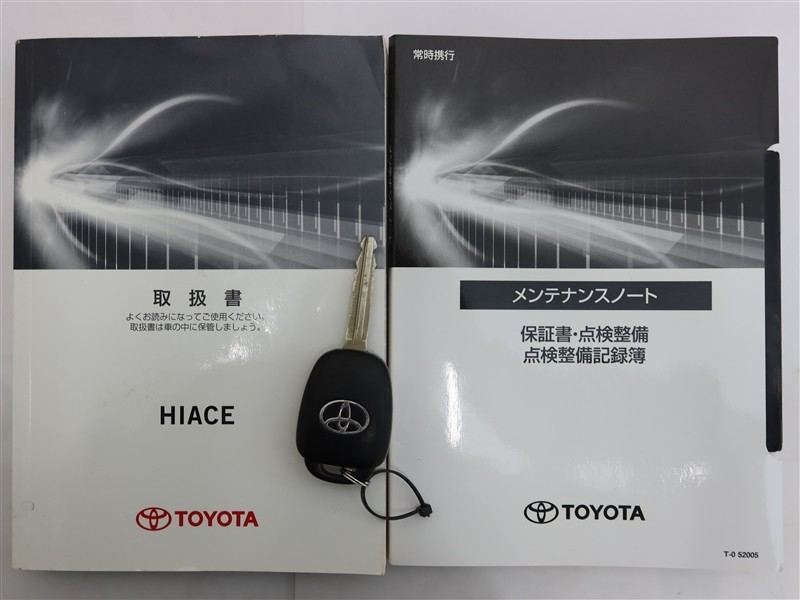 取扱書
よくお読みになってご使用ください。
取扱書は車の中に保管しましょう。
HIACE
TOYOTA
常時携行
メンテナンスノート
保証書・点検整備
点検整備記録簿
TOYOTA
T-0 52005